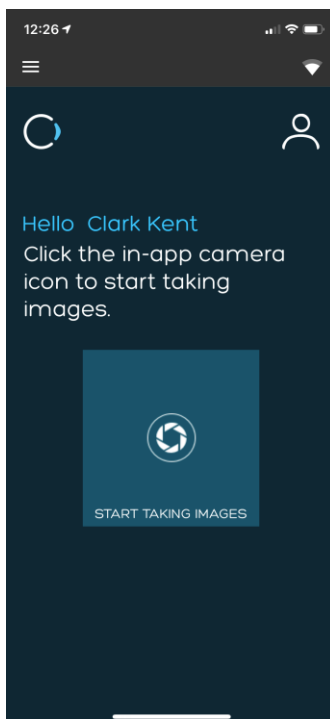 12:26
Hello Clark Kent
Click the in-app camera
icon to start taking
images.
START TAKING IMAGES